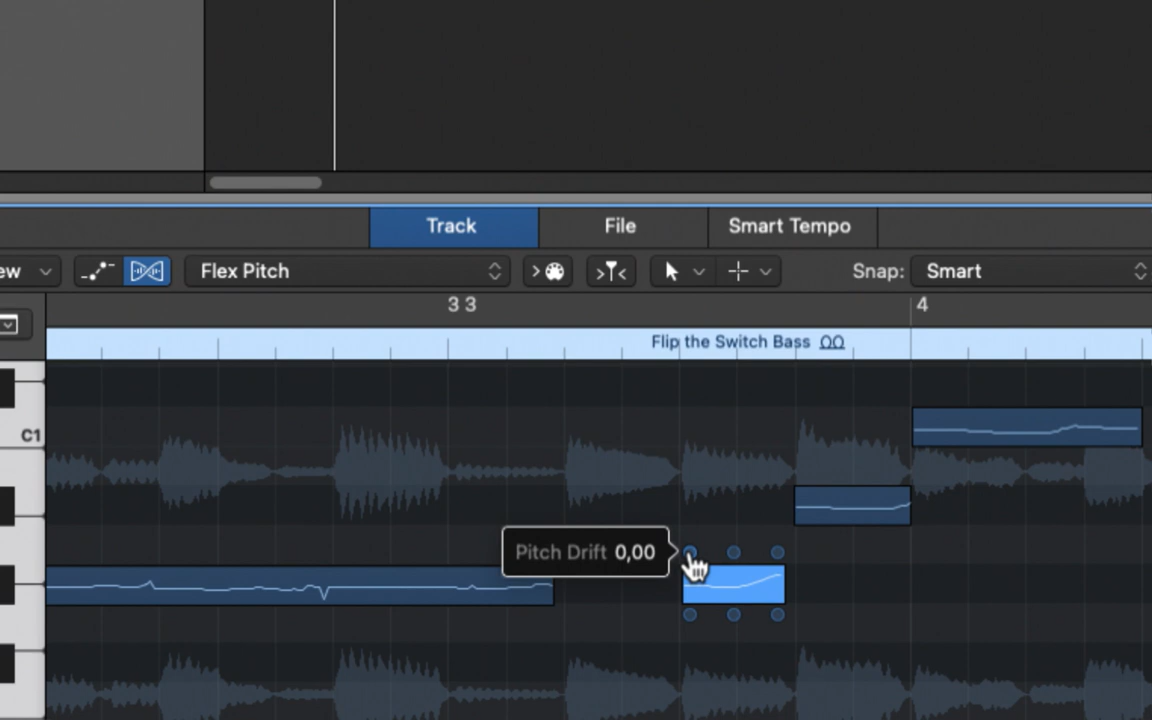 Track File Smart Tempo
ew Flex Pitch Snap: Smart
3 3 4
Flip the Switch Bass
C1
Pitch Drift 0,00